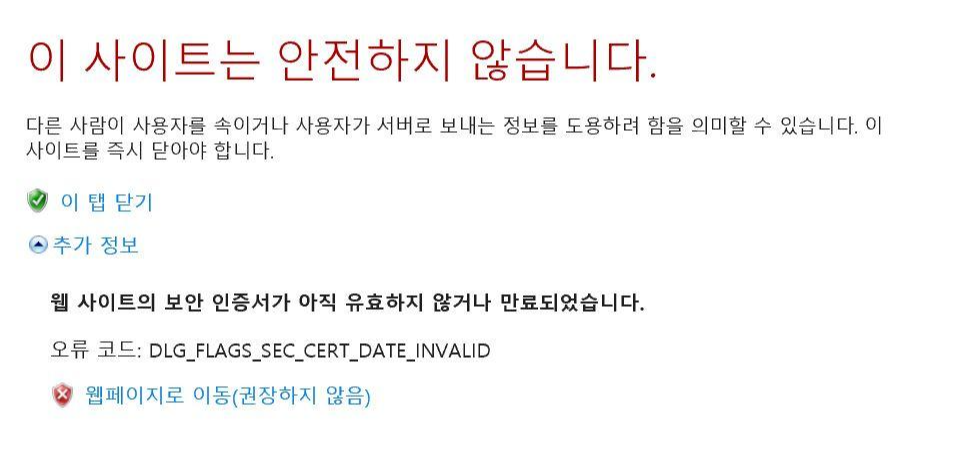 이 사이트는 안전하지 않습니다.
다른 사람이 사용자를 속이거나 사용자가 서버로 보내는 정보를 도용하려 함을 의미할 수 있습니다. 이
사이트를 즉시 닫아야 합니다.
이 탭 닫기
추가 정보
웹 사이트의 보안 인증서가 아직 유효하지 않거나 만료되었습니다.
오류 코드: DLG_FLAGS_SEC_CERT_DATE_INVALID
웹페이지로 이동(권장하지 않음)